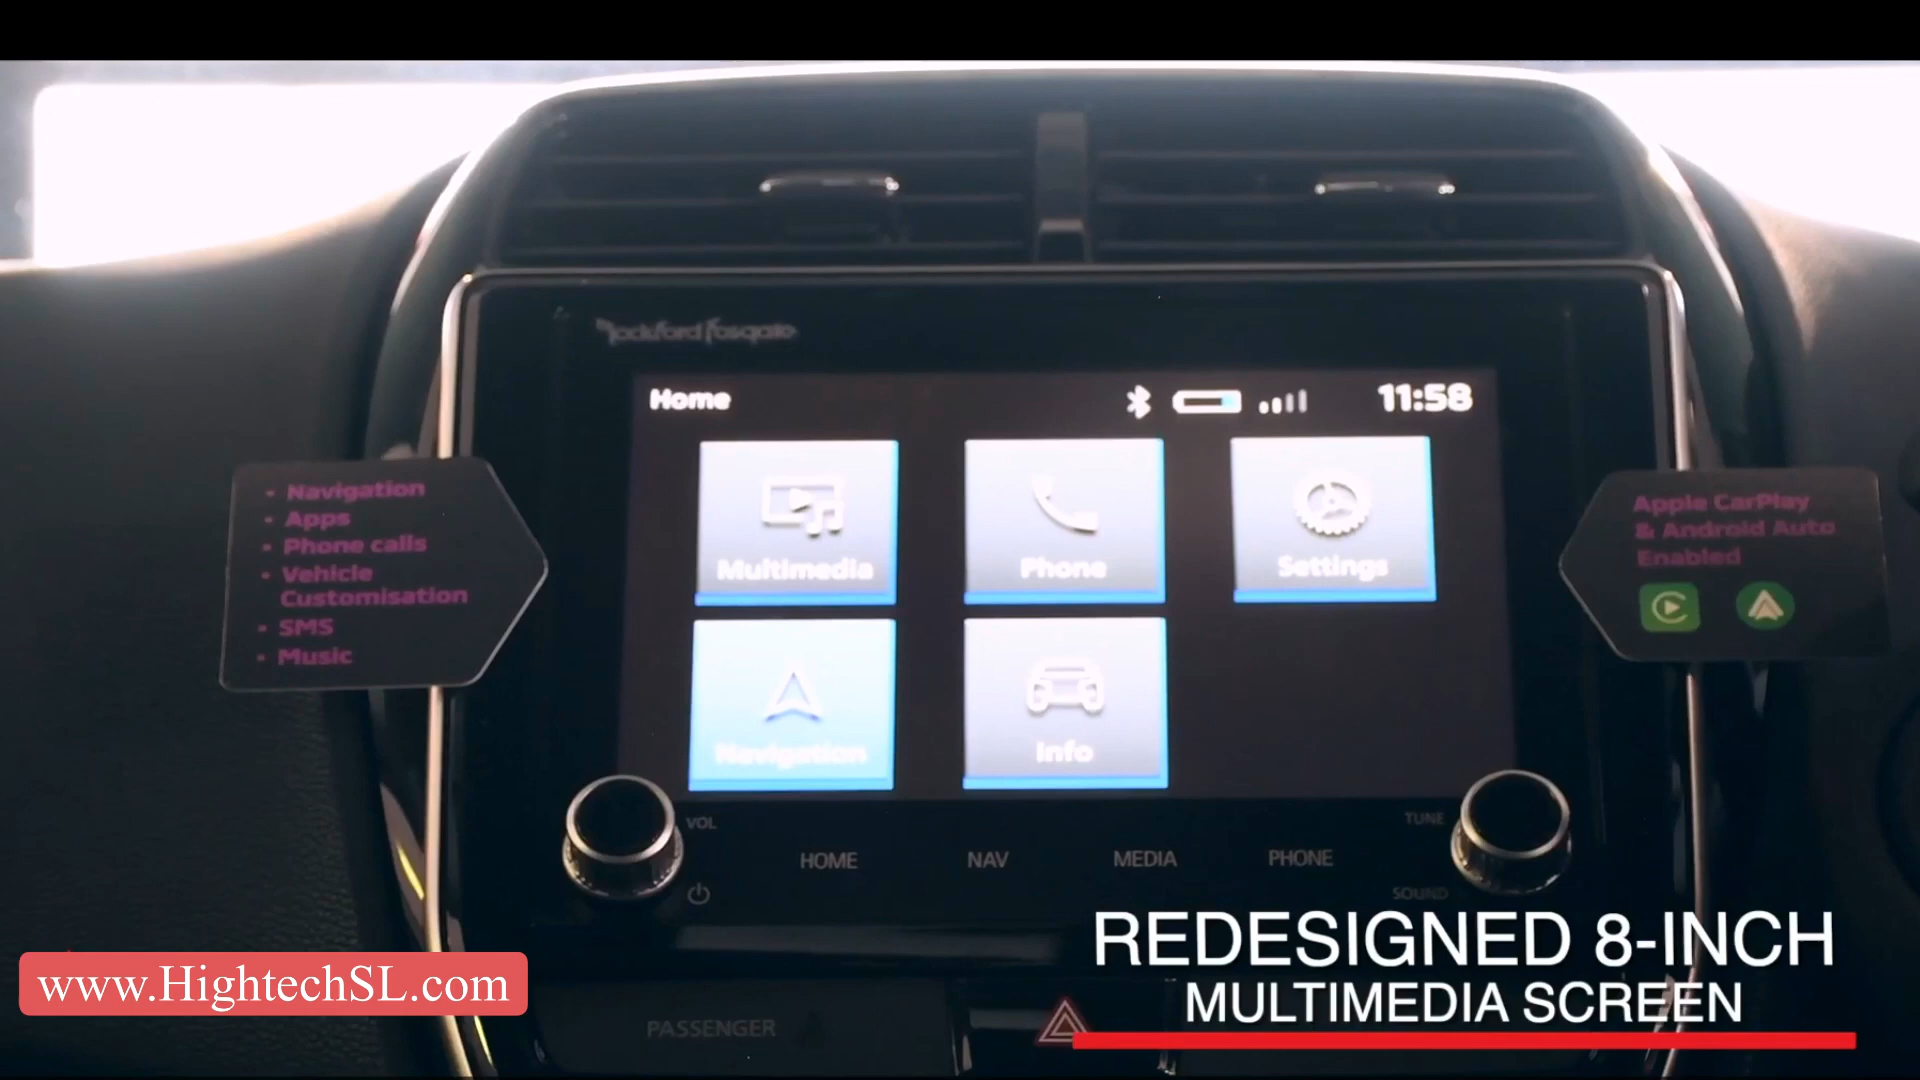 Rockford Fosgate
Home
11:58
Multimedia
Phone
Settings
Navigation
Info
• Navigation
• Apps
• Phone calls
• Vehicle
Customisation
• SMS
• Music
Apple CarPlay
& Android Auto
Enabled
VOL
TUNE
HOME
NAV
MEDIA
PHONE
SOUND
REDESIGNED 8-INCH
MULTIMEDIA SCREEN
www.HightechSL.com
PASSENGER